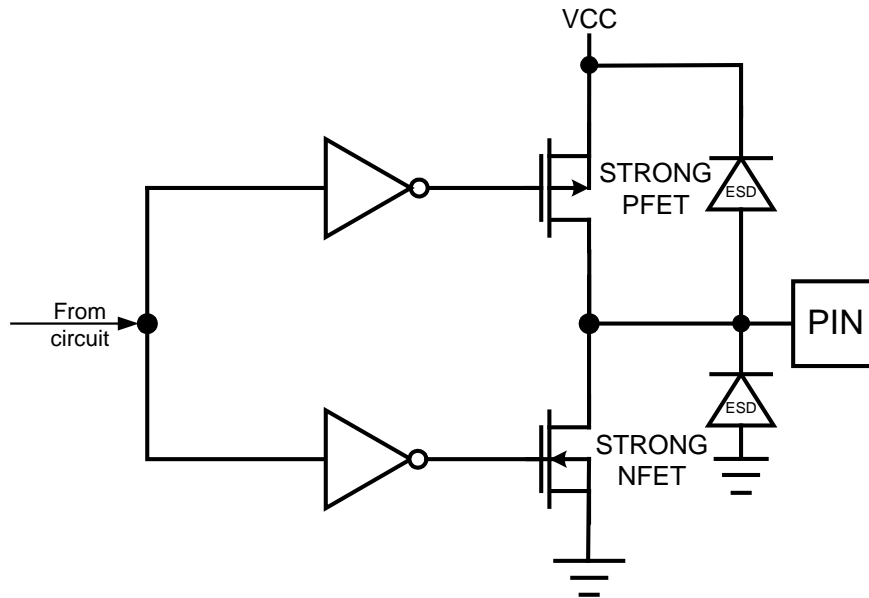 VCC
STRONG
PFET
ESD
From
circuit
PIN
ESD
STRONG
NFET